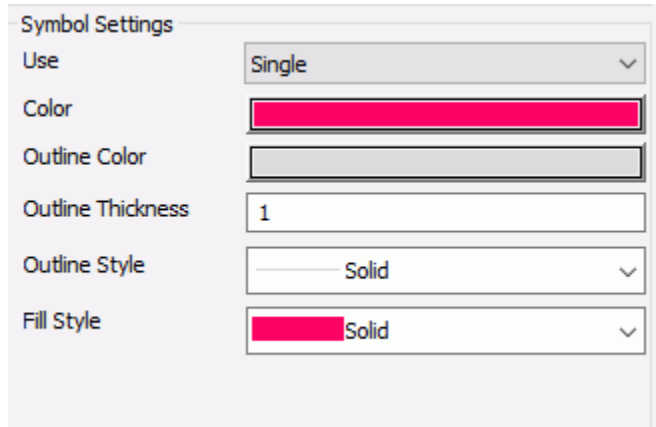 Symbol Settings
Use Single
Color
Outline Color
Outline Thickness 1
Outline Style Solid
Fill Style Solid